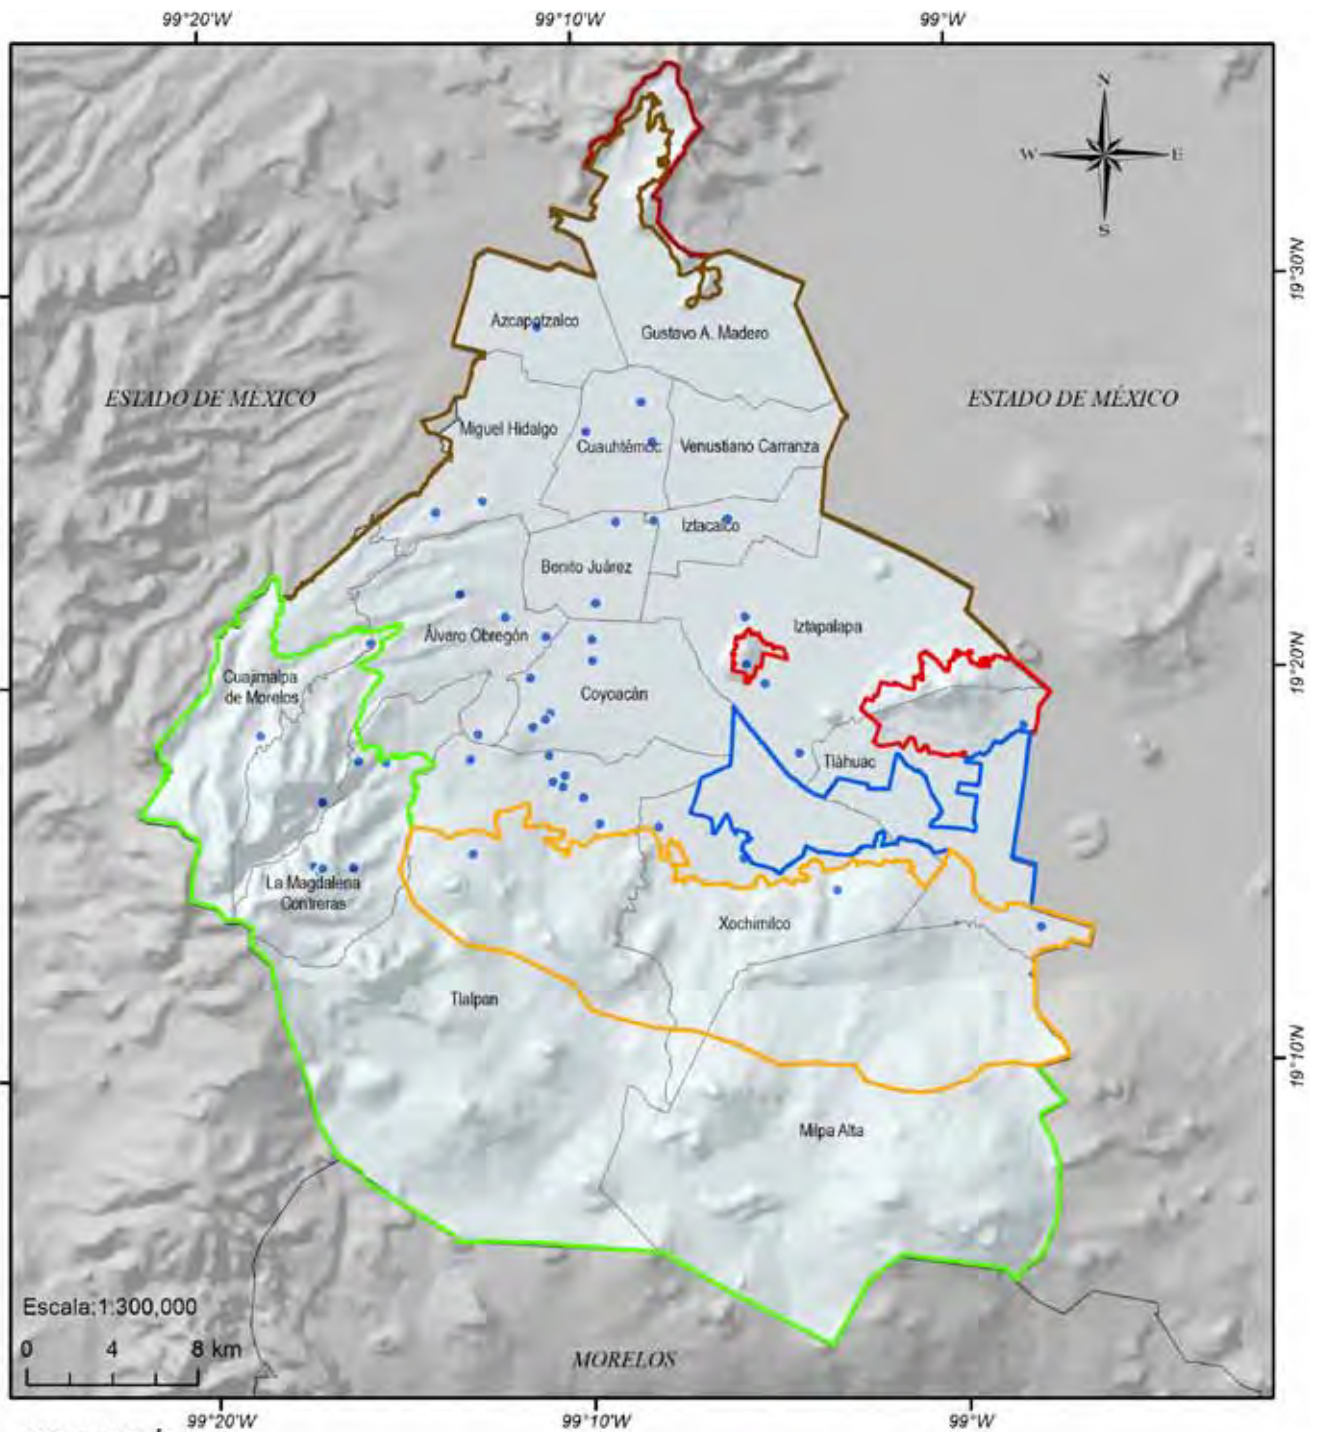 99°20'W 99°10'W 99°W
N
W E
S
19°30'N
Azcapotzalco
Gustavo A. Madero
ESTADO DE MÉXICO
ESTADO DE MÉXICO
Miguel Hidalgo
Cuauhtémoc
Venustiano Carranza
Iztacalco
Benito Juárez
Iztapalapa
Álvaro Obregón
19°20'N
Cuajimalpa
de Morelos
Coyoacán
Tláhuac
La Magdalena
Contreras
Xochimilco
Tlalpan
19°10'N
Milpa Alta
Escala:1:300,000
0 4 8 km
MORELOS
99°20'W 99°10'W 99°W